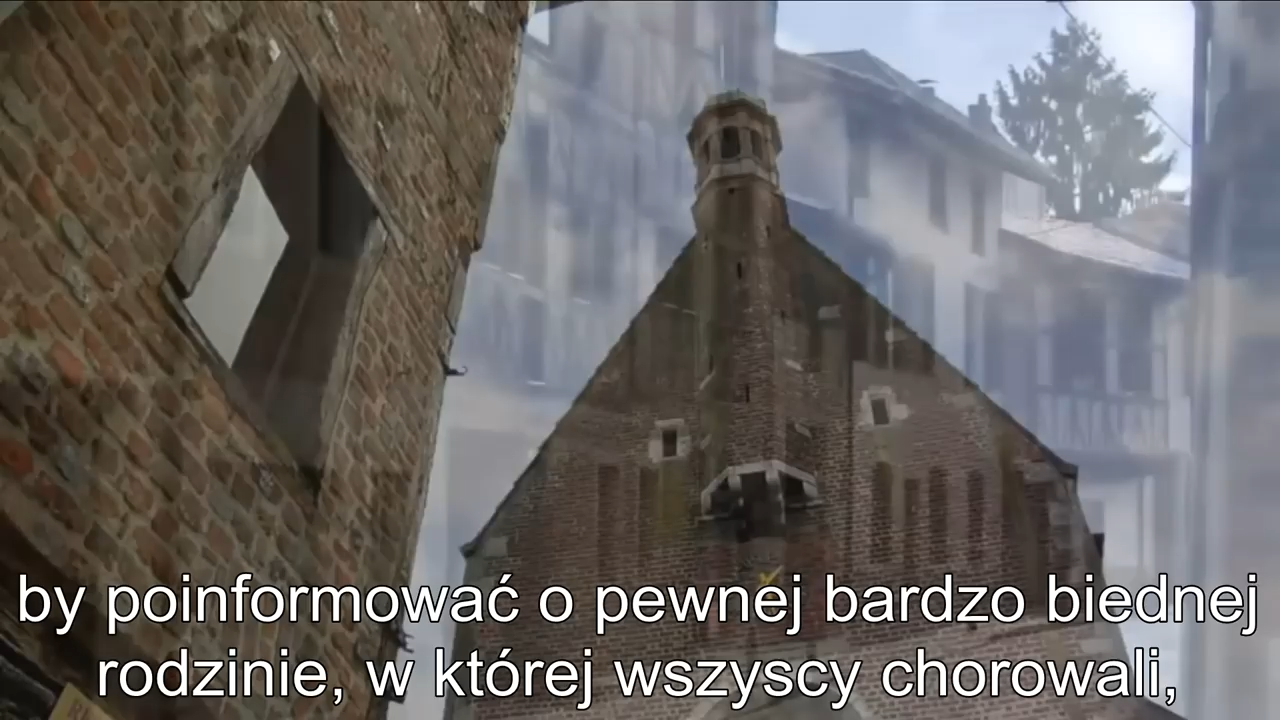 by poinformować o pewnej bardzo biednej
rodzinie, w której wszyscy chorowali,